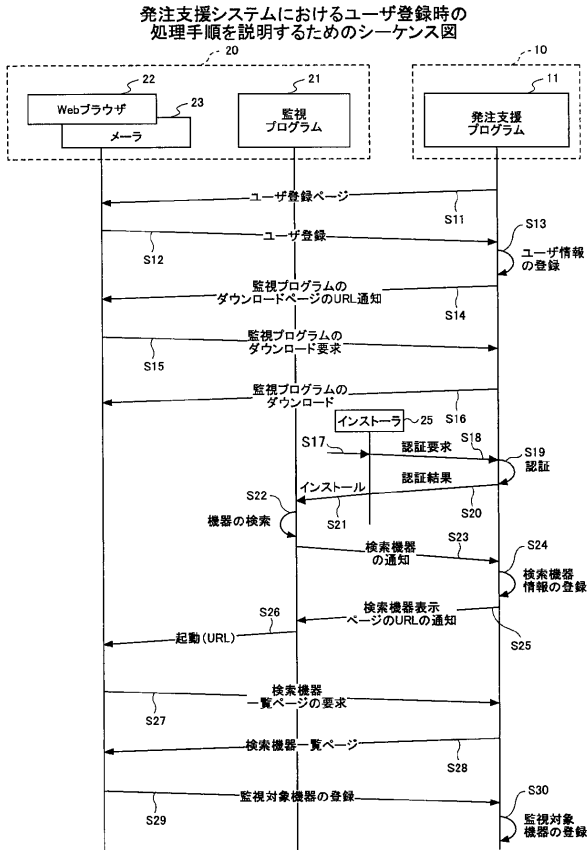 発注支援システムにおけるユーザ登録時の
処理手順を説明するためのシーケンス図
20
10
22
23
21
11
Webブラウザ
メーラ
監視
プログラム
発注支援
プログラム
ユーザ登録ページ
S11
S12
ユーザ登録
S13
ユーザ情報
の登録
監視プログラムの
ダウンロードページのURL通知
S14
監視プログラムの
ダウンロード要求
S15
監視プログラムの
ダウンロード
S16
インストーラ
25
S17
認証要求
S18
S19
認証
認証結果
S20
インストール
S21
S22
機器の検索
検索機器
の通知
S23
S24
検索機器
情報の登録
検索機器表示
ページのURLの通知
S25
S26
起動(URL)
検索機器
一覧ページの要求
S27
検索機器一覧ページ
S28
監視対象機器の登録
S29
S30
監視対象
機器の登録